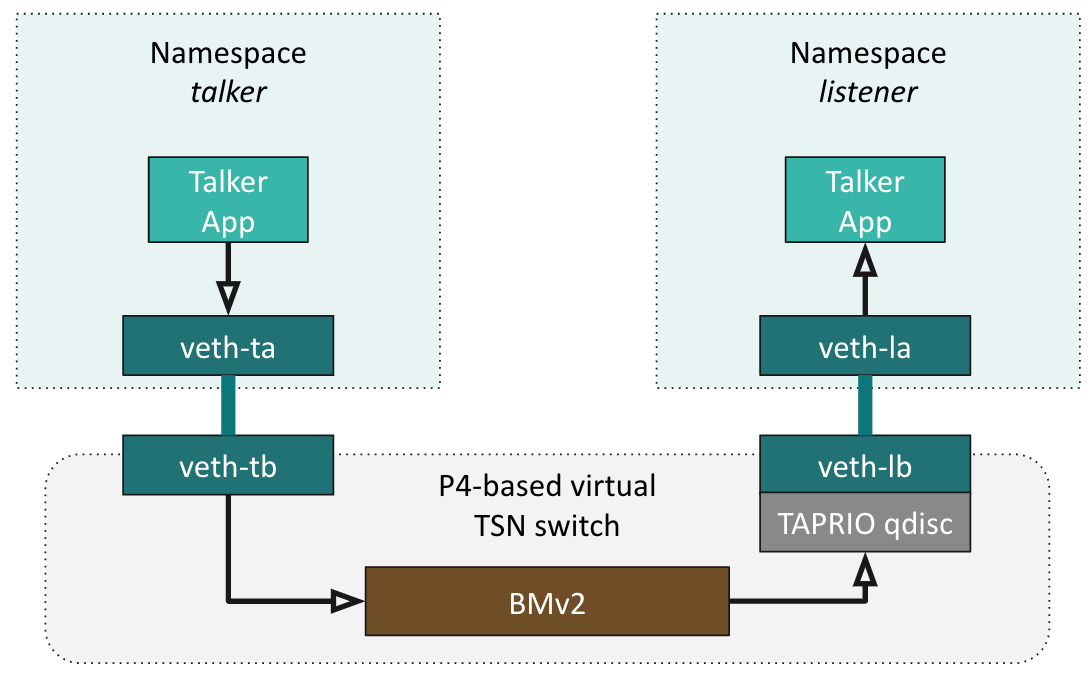 Namespace
talker
Namespace
listener
Talker
App
Talker
App
veth-ta
veth-la
veth-tb
veth-lb
P4-based virtual
TSN switch
TAPRIO qdisc
BMv2